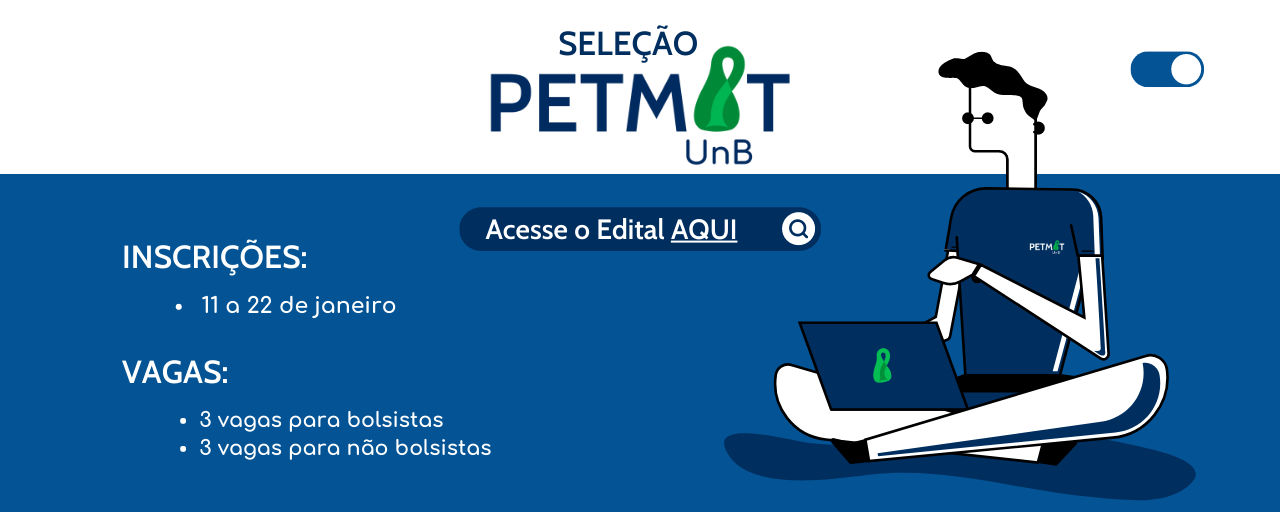 SELEÇÃO
PETMAT
UnB
Acesse o Edital AQUI
INSCRIÇÕES:
• 11 a 22 de janeiro
VAGAS:
• 3 vagas para bolsistas
• 3 vagas para não bolsistas
PETMAT
UnB